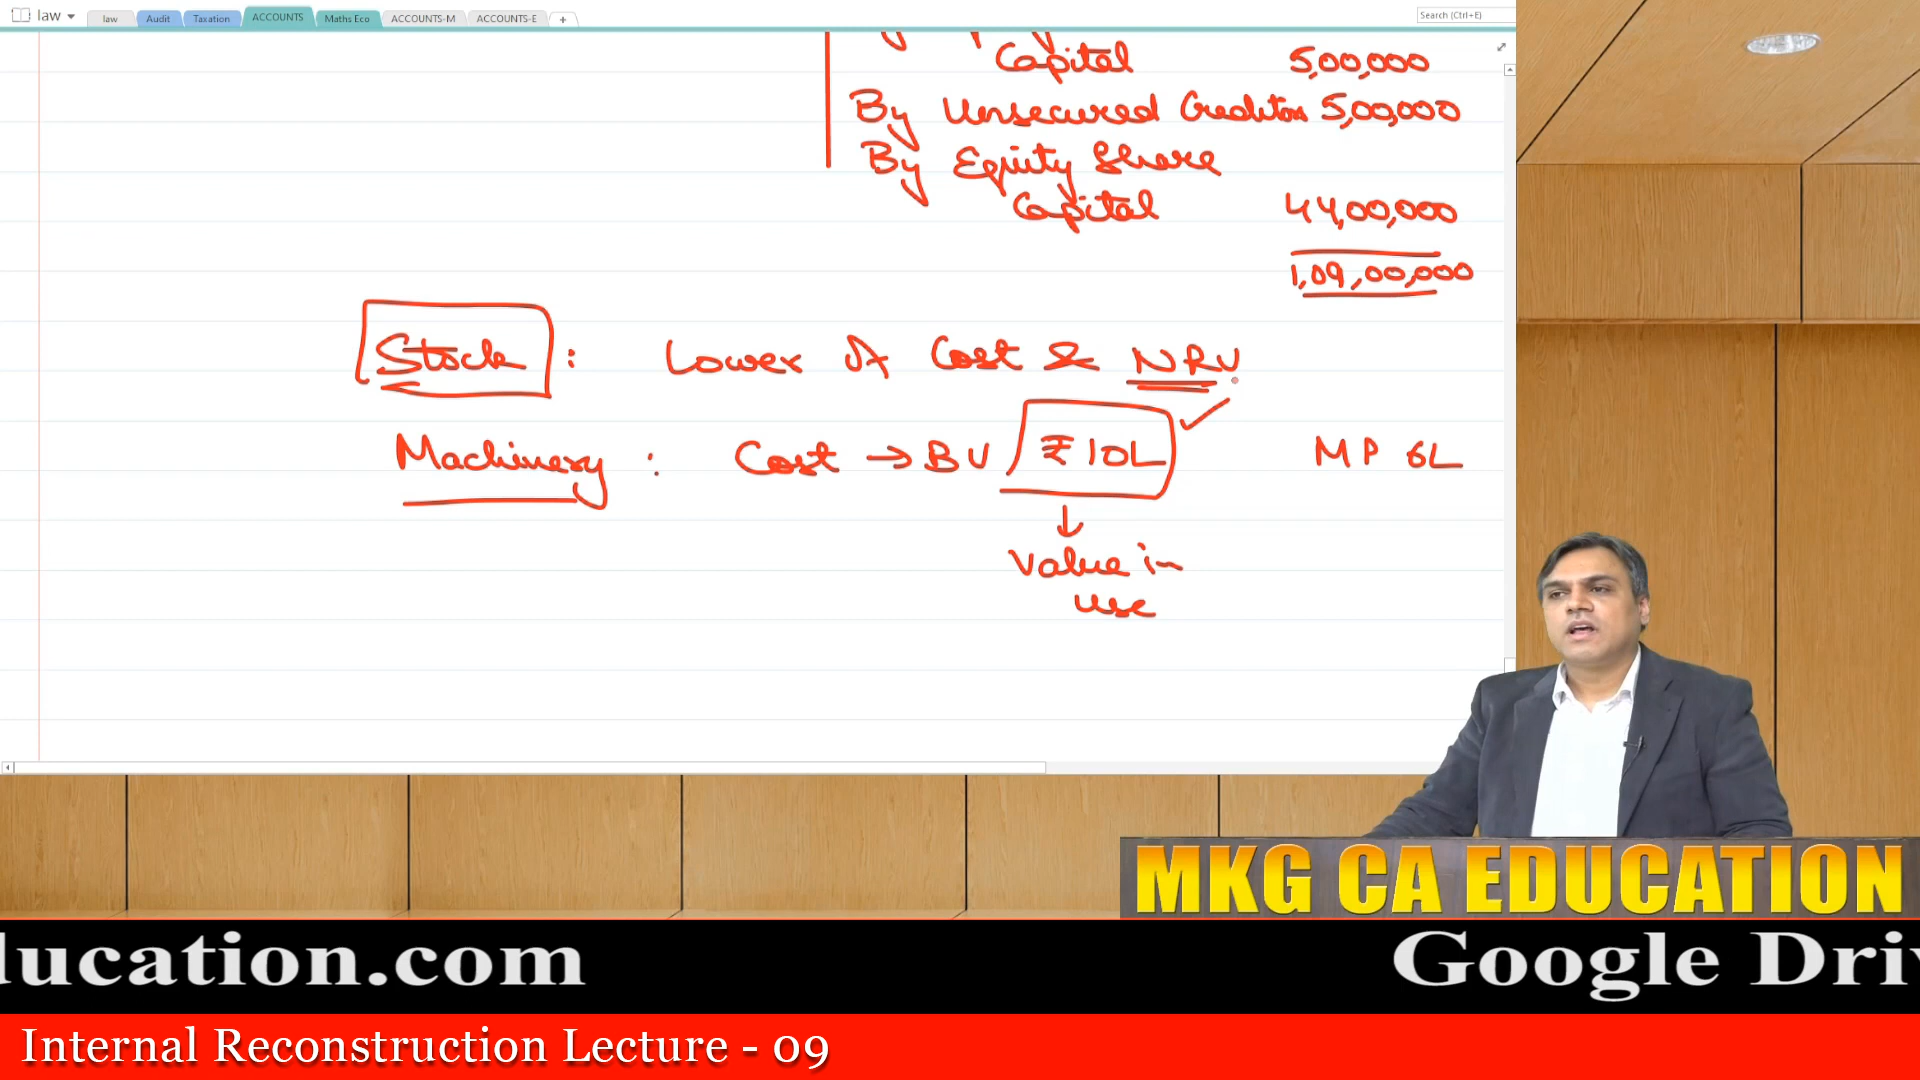 law
law
Audit
Taxation
ACCOUNTS
Maths Eco
ACCOUNTS-M
ACCOUNTS-E
+
Search (Ctrl+E)
Capital 5,00,000
By Unsecured Creditors 5,00,000
By Equity Share
Capital 44,00,000
1,09,00,000
Stock : Lower of Cost & NRV
Machinery : Cost → BV ₹10L MP 6L
Value in
use
MKG CA EDUCATION
ducation.com
Google Driv
Internal Reconstruction Lecture - 09